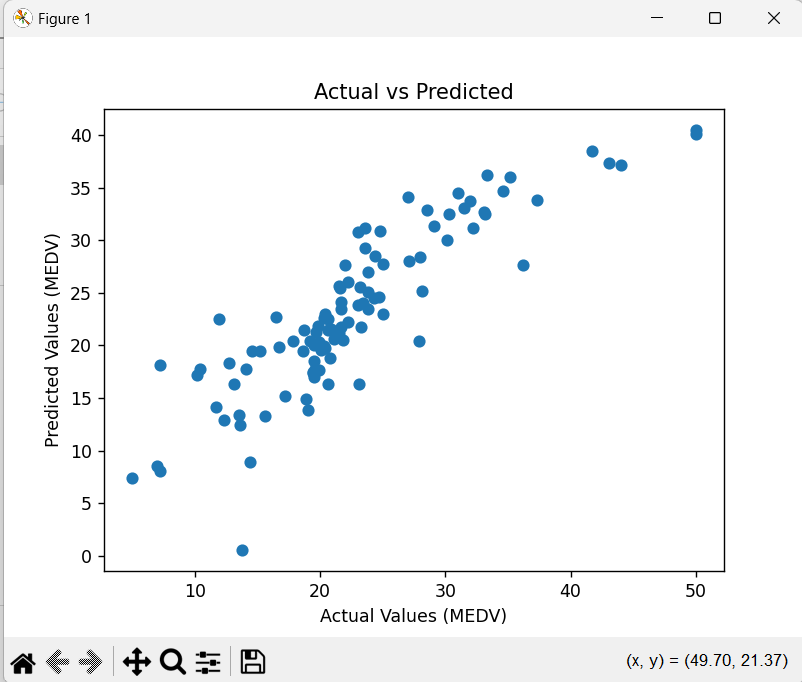 Figure 1
Actual vs Predicted
Predicted Values (MEDV)
40
35
30
25
20
15
10
5
0
10 20 30 40 50
Actual Values (MEDV)
(x, y) = (49.70, 21.37)